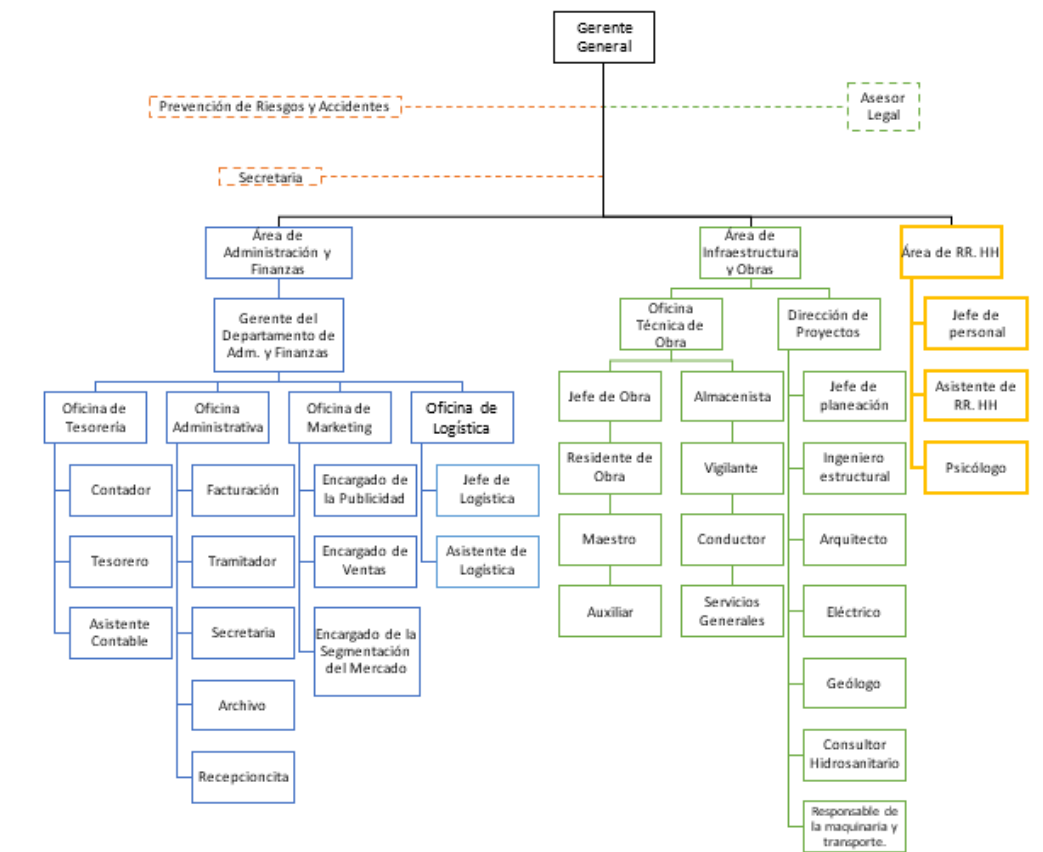 Gerente
General
Prevención de Riesgos y Accidentes
Asesor
Legal
Secretaria
Área de
Administración y
Finanzas
Área de
Infraestructura
y Obras
Área de RR. HH
Gerente del
Departamento de
Adm. y Finanzas
Oficina
Técnica de
Obra
Dirección de
Proyectos
Jefe de
personal
Oficina de
Tesorería
Oficina
Administrativa
Oficina de
Marketing
Oficina de
Logística
Jefe de Obra
Almacenista
Jefe de
planeación
Asistente de
RR. HH
Contador
Facturación
Encargado de
la Publicidad
Jefe de
Logística
Residente de
Obra
Vigilante
Ingeniero
estructural
Psicólogo
Tesorero
Tramitador
Encargado de
Ventas
Asistente de
Logística
Maestro
Conductor
Arquitecto
Asistente
Contable
Secretaria
Encargado de la
Segmentación
del Mercado
Auxiliar
Servicios
Generales
Eléctrico
Archivo
Geólogo
Recepcioncita
Consultor
Hidrosanitario
Responsable de
la maquinaria y
transporte.